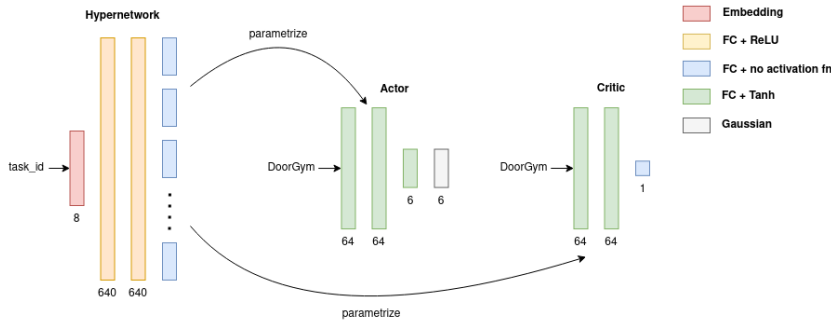 Hypernetwork
Embedding
FC + ReLU
parametrize
FC + no activation fn
Actor
Critic
FC + Tanh
Gaussian
task_id
DoorGym
DoorGym
8
6
6
1
64
64
64
64
640
640
parametrize